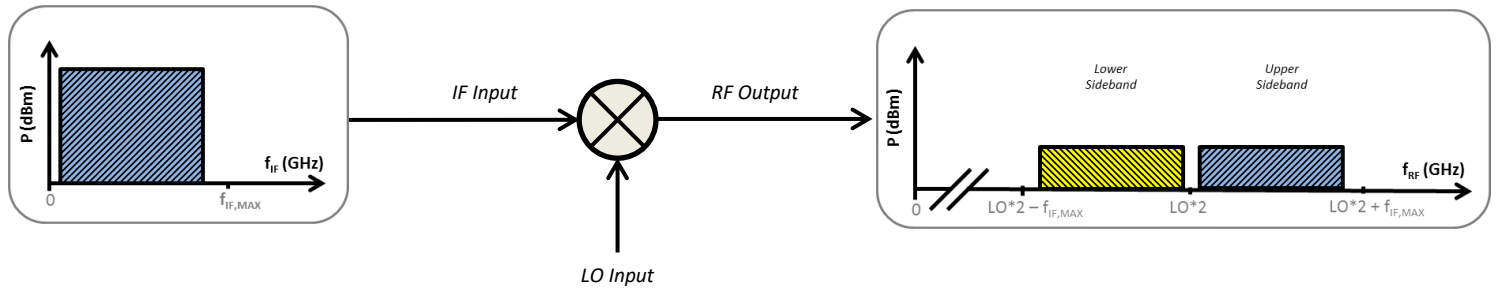 P (dBm)
f_IF (GHz)
0
f_IF,MAX
IF Input
RF Output
LO Input
Lower
Sideband
Upper
Sideband
P (dBm)
f_RF (GHz)
0
LO*2 – f_IF,MAX
LO*2
LO*2 + f_IF,MAX